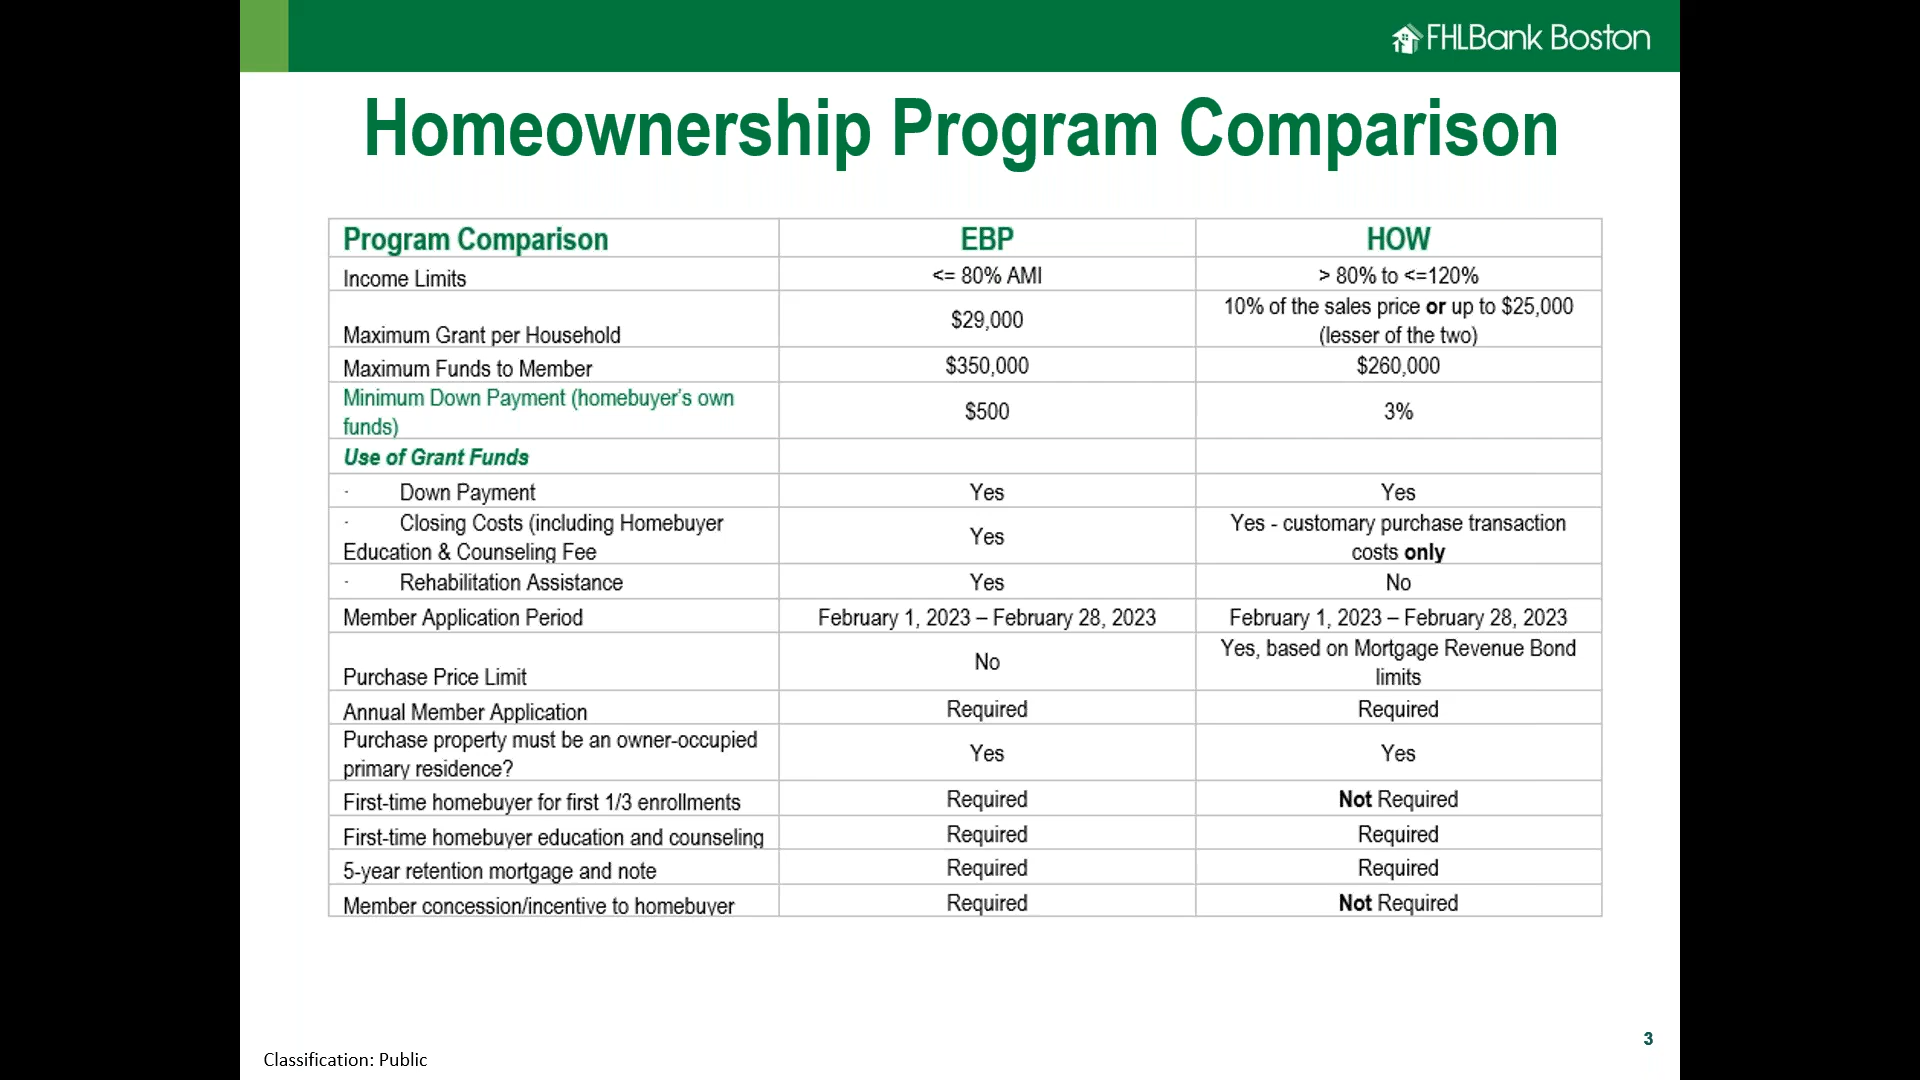 FHLBank Boston
Homeownership Program Comparison
Program Comparison EBP HOW
Income Limits <= 80% AMI > 80% to <=120%
Maximum Grant per Household $29,000 10% of the sales price or up to $25,000
(lesser of the two)
Maximum Funds to Member $350,000 $260,000
Minimum Down Payment (homebuyer's own
funds) $500 3%
Use of Grant Funds
· Down Payment Yes Yes
· Closing Costs (including Homebuyer
Education & Counseling Fee Yes Yes - customary purchase transaction
costs only
· Rehabilitation Assistance Yes No
Member Application Period February 1, 2023 – February 28, 2023 February 1, 2023 – February 28, 2023
Purchase Price Limit No Yes, based on Mortgage Revenue Bond
limits
Annual Member Application Required Required
Purchase property must be an owner-occupied
primary residence? Yes Yes
First-time homebuyer for first 1/3 enrollments Required Not Required
First-time homebuyer education and counseling Required Required
5-year retention mortgage and note Required Required
Member concession/incentive to homebuyer Required Not Required
3
Classification: Public